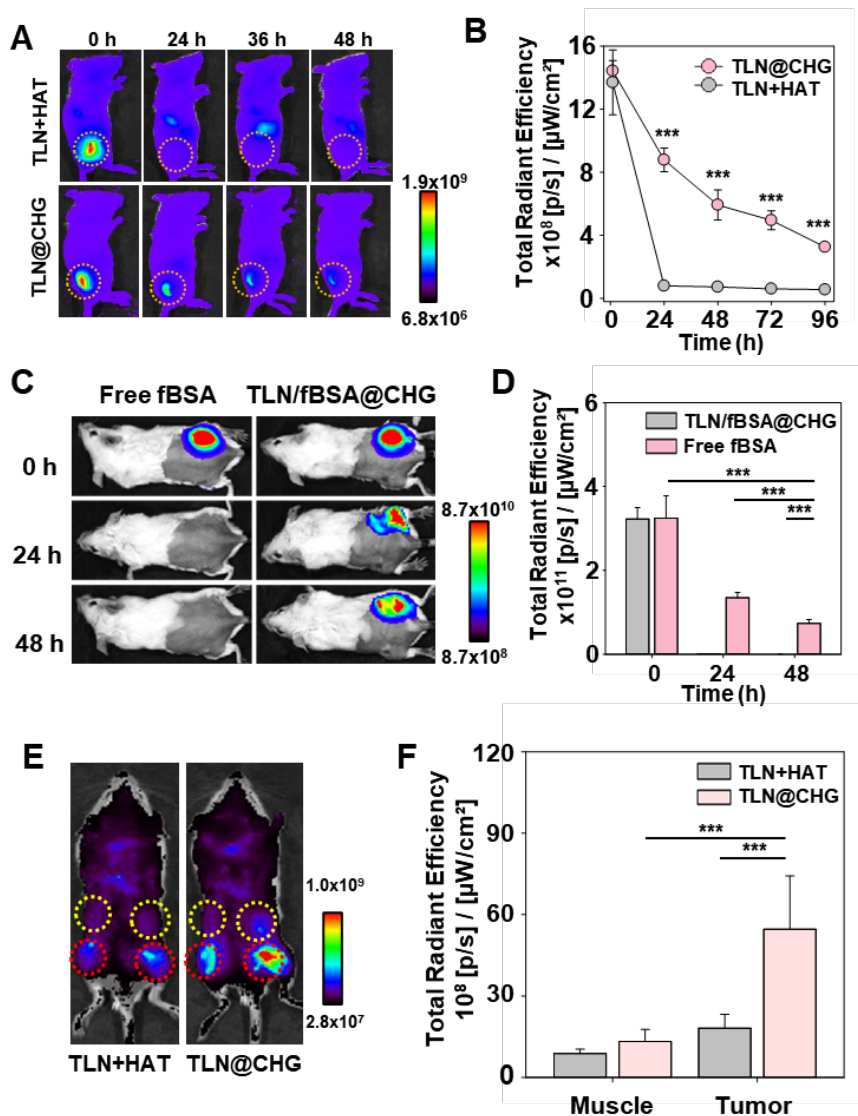 A
0 h 24 h 36 h 48 h
TLN+HAT
TLN@CHG
1.9x10⁹
6.8x10⁶
B
Total Radiant Efficiency
x10⁸ [p/s] / [µW/cm²]
16
12
8
4
0
TLN@CHG
TLN+HAT
***
***
***
***
0 24 48 72 96
Time (h)
C
Free fBSA TLN/fBSA@CHG
0 h
24 h
48 h
8.7x10¹⁰
8.7x10⁸
D
Total Radiant Efficiency
x10¹¹ [p/s] / [µW/cm²]
6
4
2
0
TLN/fBSA@CHG
Free fBSA
***
***
***
0 24 48
Time (h)
E
1.0x10⁹
2.8x10⁷
TLN+HAT TLN@CHG
F
Total Radiant Efficiency
10⁸ [p/s] / [µW/cm²]
120
90
60
30
0
TLN+HAT
TLN@CHG
***
***
Muscle Tumor